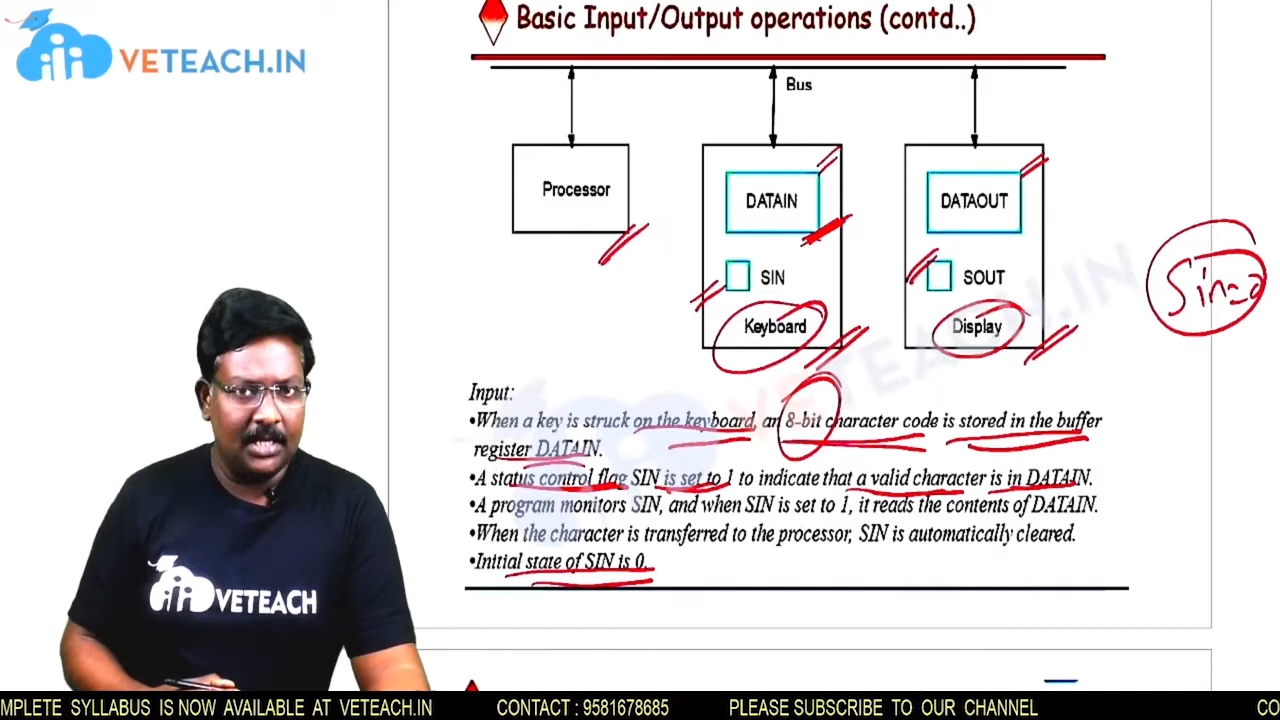 Basic Input/Output operations (contd..)
VETEACH.IN
Bus
Processor
DATAIN
DATAOUT
SIN
SOUT
Keyboard
Display
Sin=0
Input:
•When a key is struck on the keyboard, an 8-bit character code is stored in the buffer
register DATAIN.
•A status control flag SIN is set to 1 to indicate that a valid character is in DATAIN.
•A program monitors SIN, and when SIN is set to 1, it reads the contents of DATAIN.
•When the character is transferred to the processor, SIN is automatically cleared.
•Initial state of SIN is 0.
VETEACH.IN
VETEACH
MPLETE SYLLABUS IS NOW AVAILABLE AT VETEACH.IN CONTACT : 9581678685 PLEASE SUBSCRIBE TO OUR CHANNEL CO